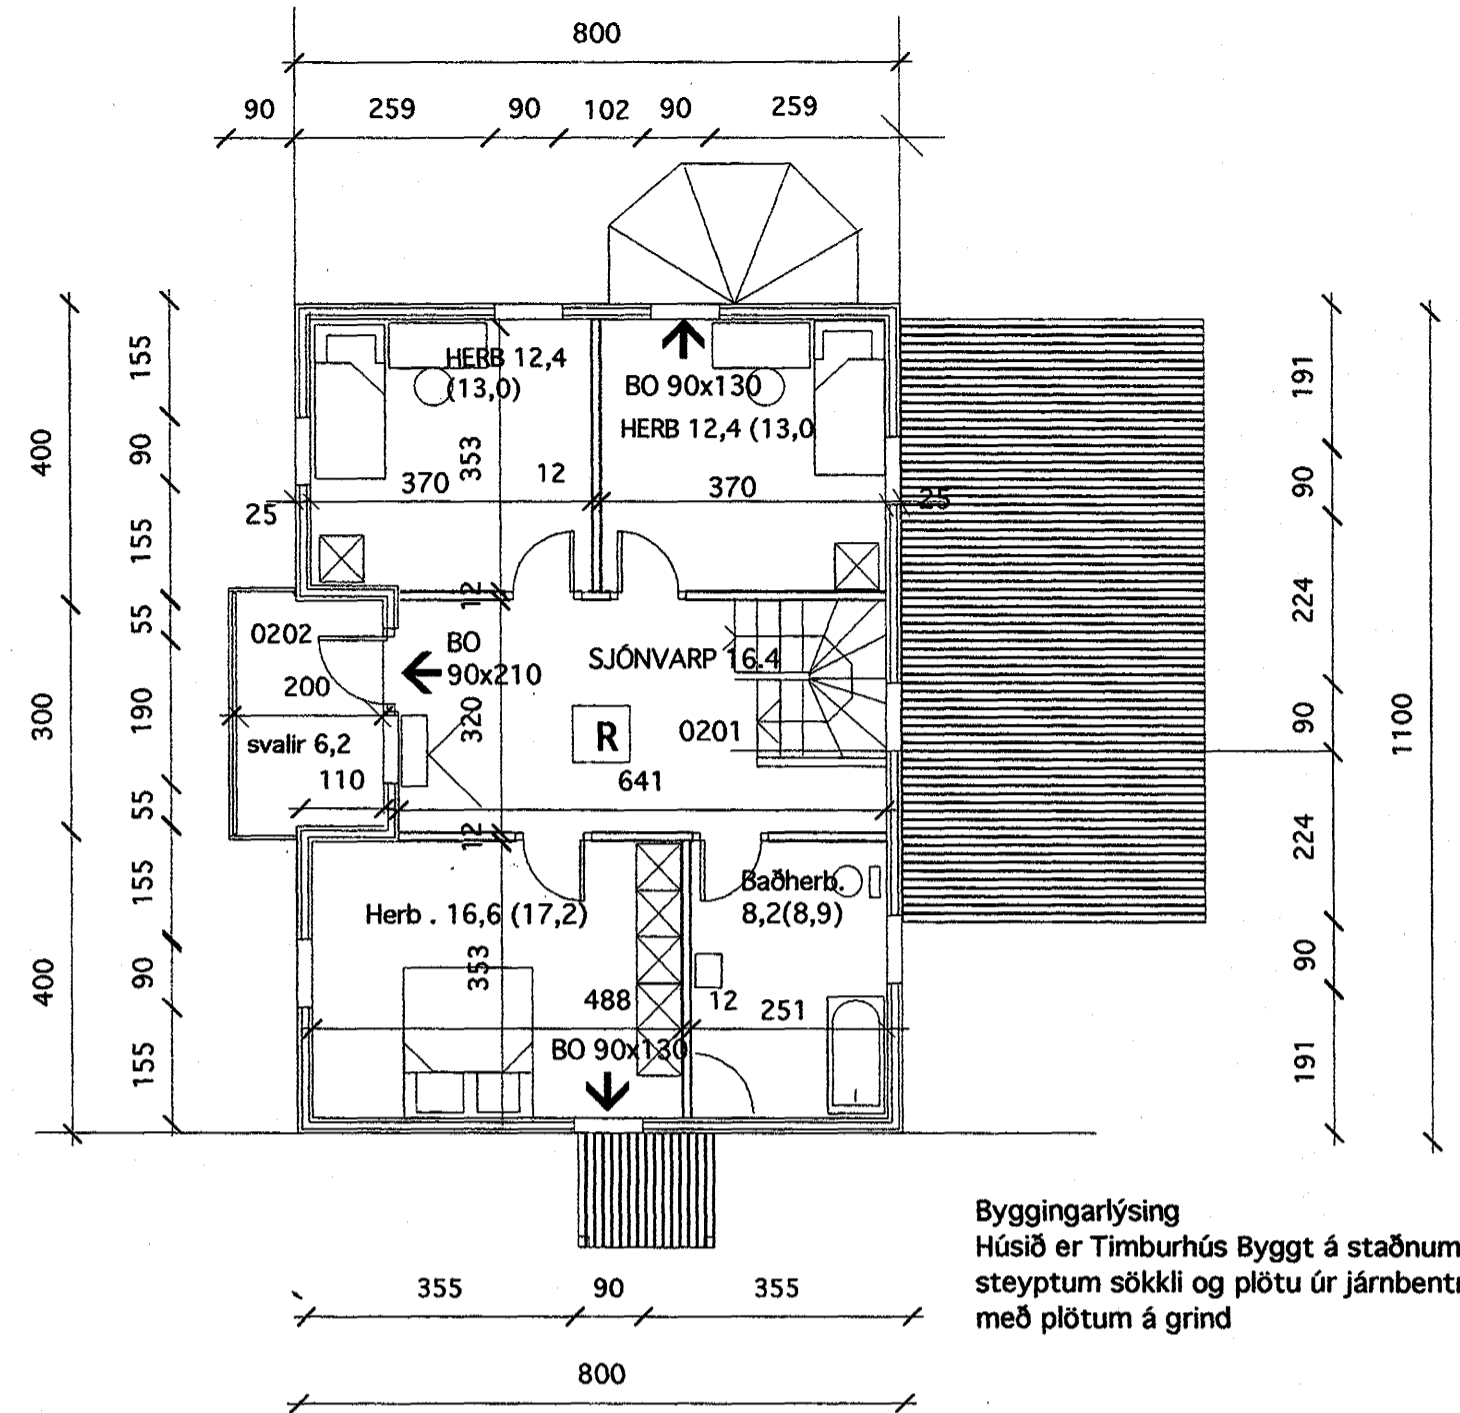 800
90 259 90 102 90 259
HERB 12,4
(13,0)
BO 90x130
HERB 12,4 (13,0
353
370 12 370
25 25
12
0202
BO
90x210
SJÓNVARP 16.4
200
320
R
0201
svalir 6,2
110
641
12
Baðherb.
8,2(8,9)
Herb . 16,6 (17,2)
353
488 12 251
BO 90x130
400
300
400
155
90
155
55
190
55
155
90
155
191
90
224
90
224
90
191
1100
355 90 355
800
Byggingarlýsing
Húsið er Timburhús Byggt á staðnum
steyptum sökkli og plötu úr járnbent
með plötum á grind